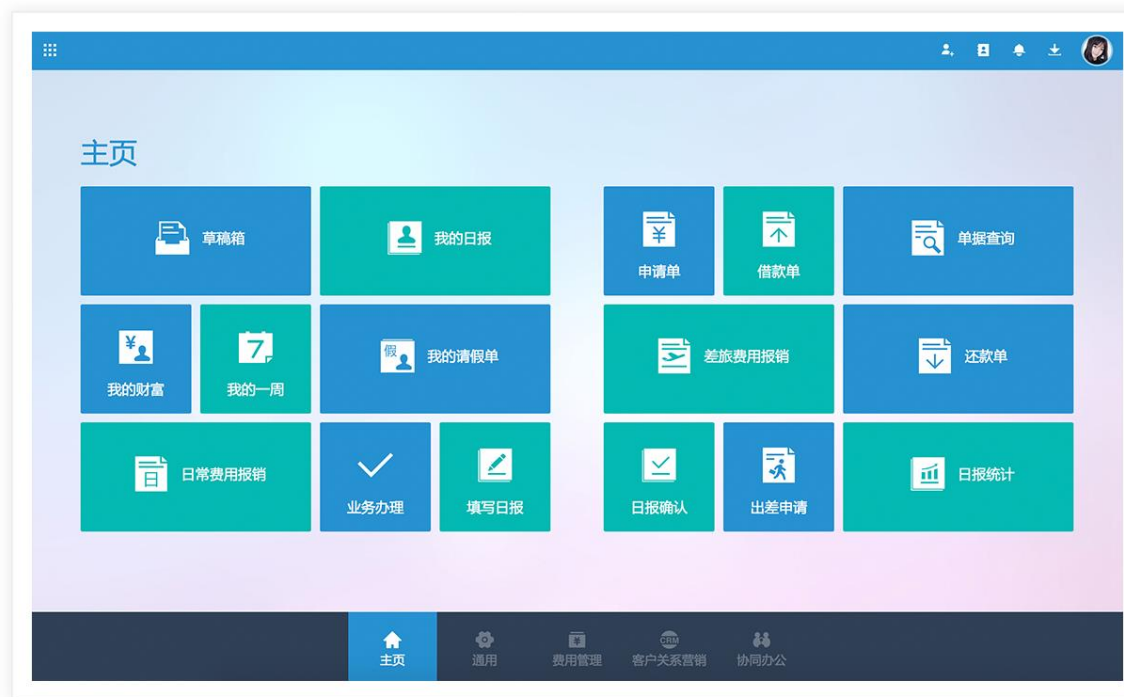 主页
草稿箱
我的日报
¥
申请单
借款单
单据查询
¥
我的财富
7
我的一周
假
我的请假单
差旅费用报销
还款单
日
日常费用报销
业务办理
填写日报
日报确认
出差申请
日报统计
主页
通用
¥
费用管理
CRM
客户关系营销
协同办公